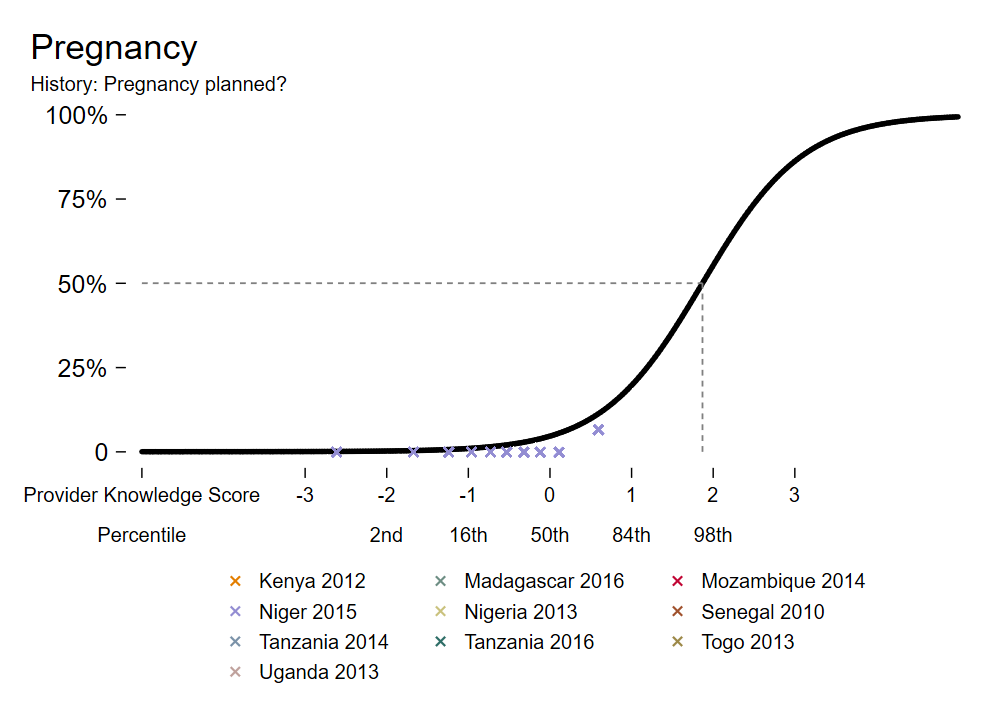 Pregnancy
History: Pregnancy planned?
100%
75%
50%
25%
0
Provider Knowledge Score -3 -2 -1 0 1 2 3
Percentile 2nd 16th 50th 84th 98th
Kenya 2012 Madagascar 2016 Mozambique 2014
Niger 2015 Nigeria 2013 Senegal 2010
Tanzania 2014 Tanzania 2016 Togo 2013
Uganda 2013